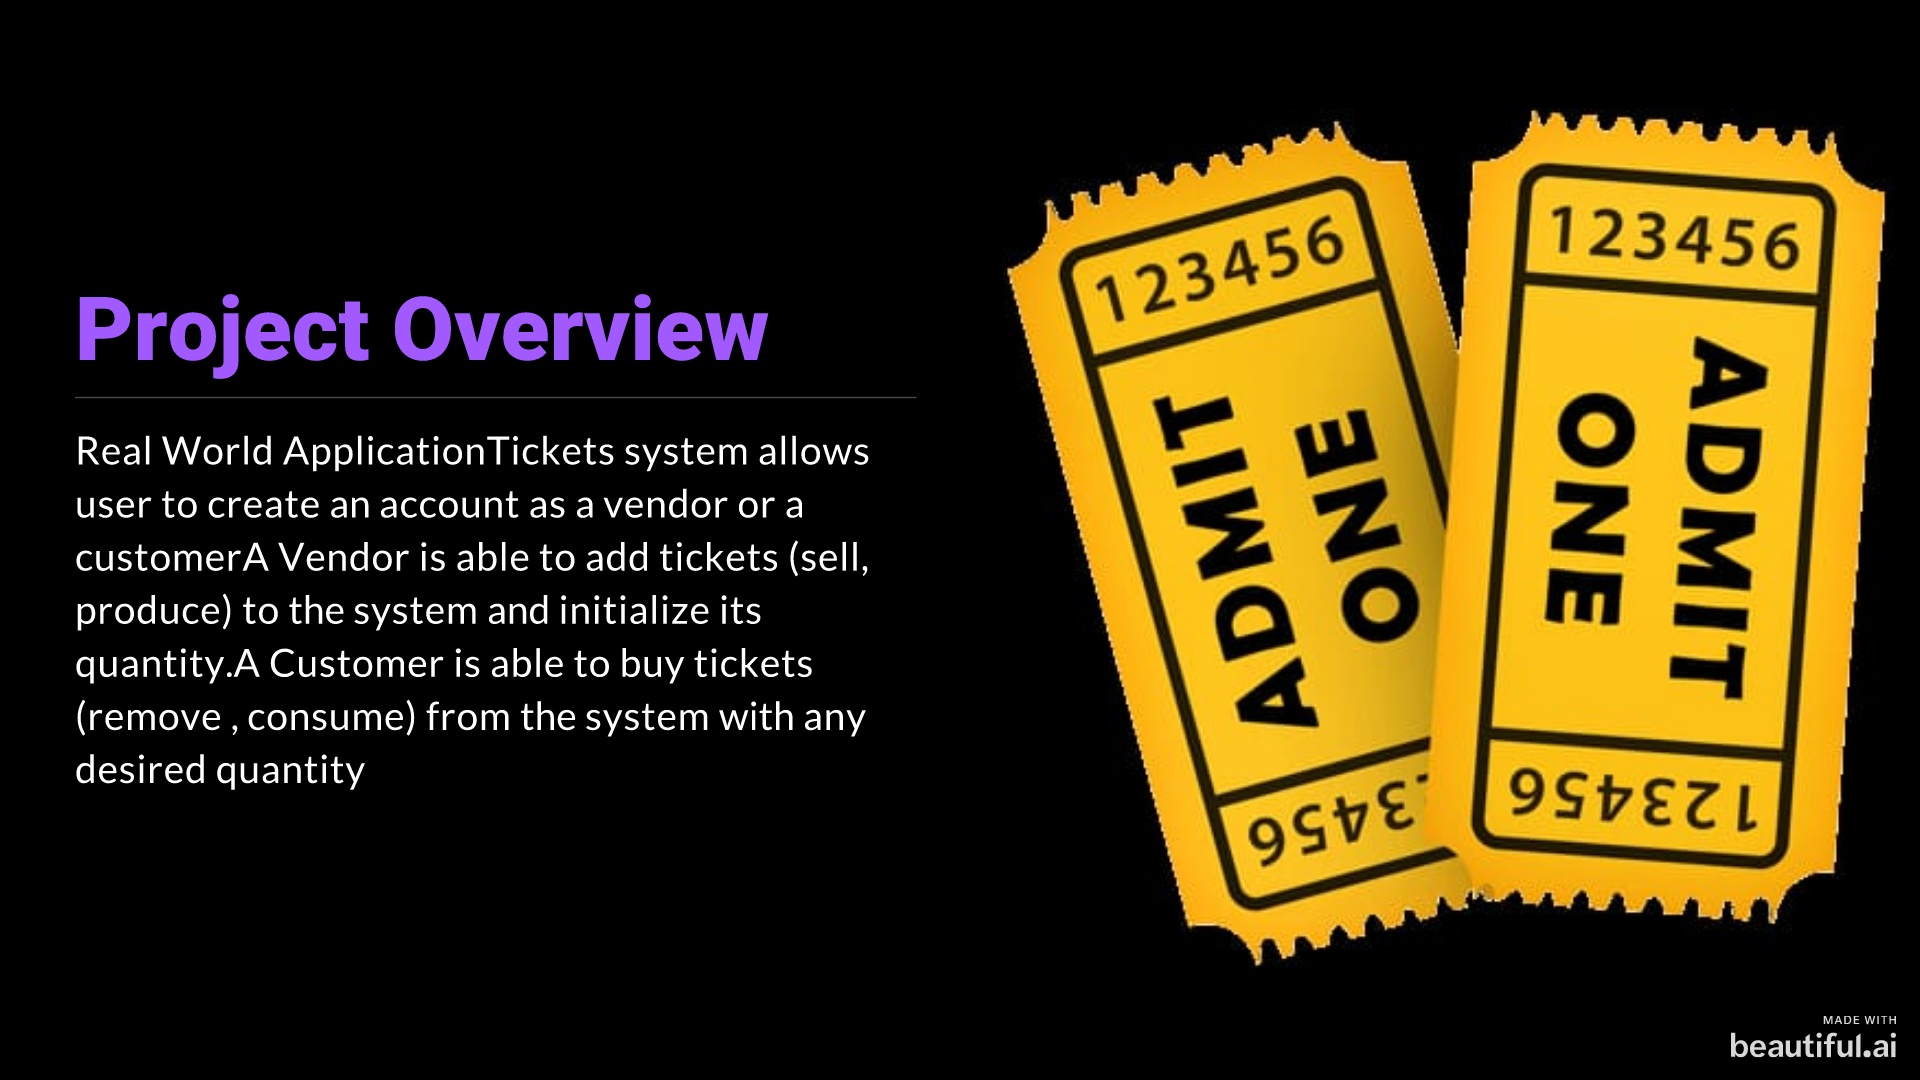 Project Overview
Real World ApplicationTickets system allows
user to create an account as a vendor or a
customerA Vendor is able to add tickets (sell,
produce) to the system and initialize its
quantity.A Customer is able to buy tickets
(remove , consume) from the system with any
desired quantity
123456
ADMIT
ONE
23456
123456
ADMIT
ONE
123456
MADE WITH
beautiful.ai